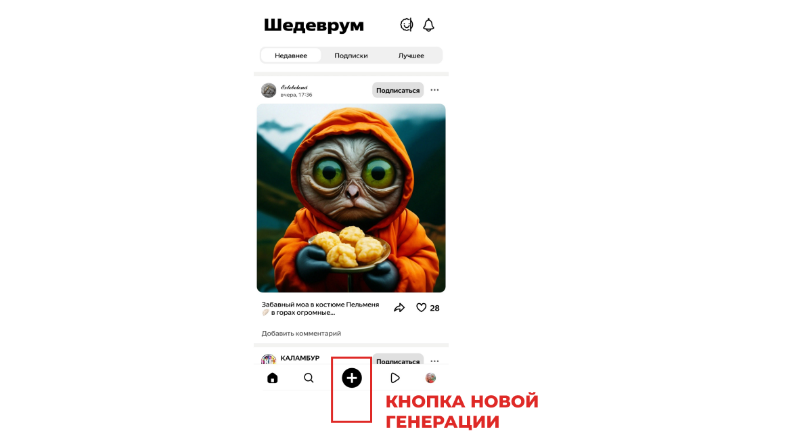 Шедеврум
Недавнее Подписки Лучшее
вчера, 17:36
Подписаться
Забавный моа в костюме Пельменя
в горах огромные...
28
Добавить комментарий
КАЛАМБУР
Подписаться
КНОПКА НОВОЙ
ГЕНЕРАЦИИ